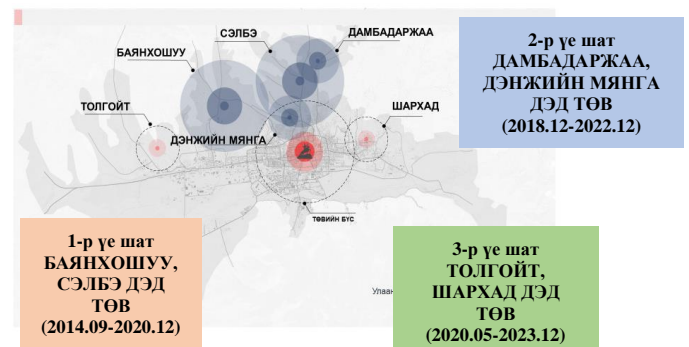 СЭЛБЭ
ДАМБАДАРЖАА
БАЯНХОШУУ
ТОЛГОЙТ
ДЭНЖИЙН МЯНГА
ШАРХАД
ТӨВИЙН БҮС
Улаан
2-р үе шат
ДАМБАДАРЖАА,
ДЭНЖИЙН МЯНГА
ДЭД ТӨВ
(2018.12-2022.12)
1-р үе шат
БАЯНХОШУУ,
СЭЛБЭ ДЭД
ТӨВ
(2014.09-2020.12)
3-р үе шат
ТОЛГОЙТ,
ШАРХАД ДЭД
ТӨВ
(2020.05-2023.12)